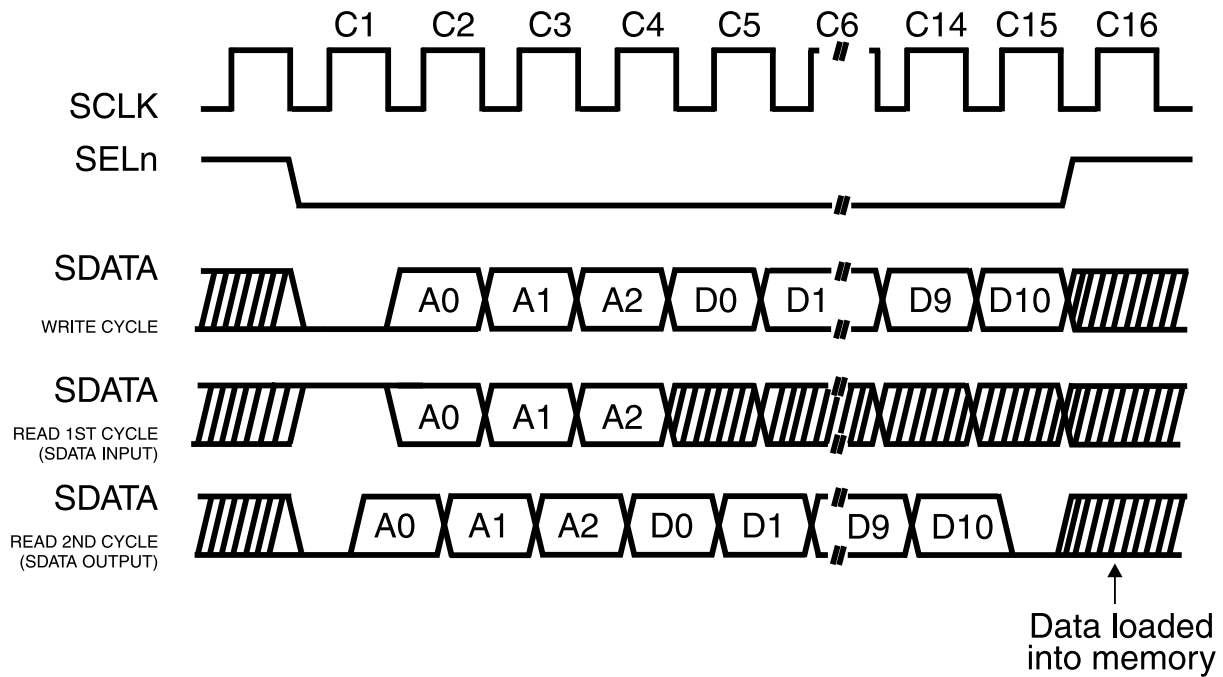 C1 C2 C3 C4 C5 C6 C14 C15 C16
SCLK
SELn
SDATA
WRITE CYCLE
A0 A1 A2 D0 D1 D9 D10
SDATA
READ 1ST CYCLE
(SDATA INPUT)
A0 A1 A2
SDATA
READ 2ND CYCLE
(SDATA OUTPUT)
A0 A1 A2 D0 D1 D9 D10
Data loaded
into memory